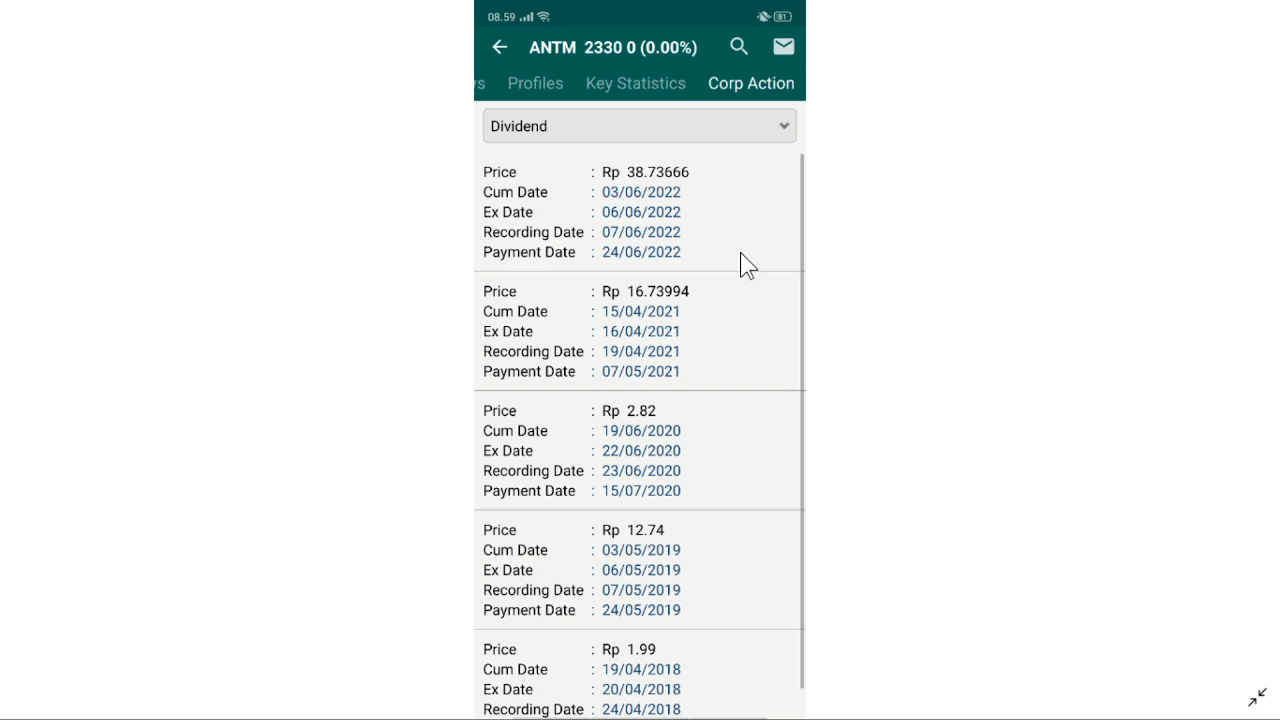 08.59 51
ANTM 2330 0 (0.00%)
s Profiles Key Statistics Corp Action
Dividend
Price : Rp 38.73666
Cum Date : 03/06/2022
Ex Date : 06/06/2022
Recording Date : 07/06/2022
Payment Date : 24/06/2022
Price : Rp 16.73994
Cum Date : 15/04/2021
Ex Date : 16/04/2021
Recording Date : 19/04/2021
Payment Date : 07/05/2021
Price : Rp 2.82
Cum Date : 19/06/2020
Ex Date : 22/06/2020
Recording Date : 23/06/2020
Payment Date : 15/07/2020
Price : Rp 12.74
Cum Date : 03/05/2019
Ex Date : 06/05/2019
Recording Date : 07/05/2019
Payment Date : 24/05/2019
Price : Rp 1.99
Cum Date : 19/04/2018
Ex Date : 20/04/2018
Recording Date : 24/04/2018